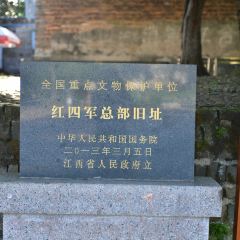 全国重点文物保护单位
红四军总部旧址
中华人民共和国国务院
二〇一三年三月五日
江西省人民政府立